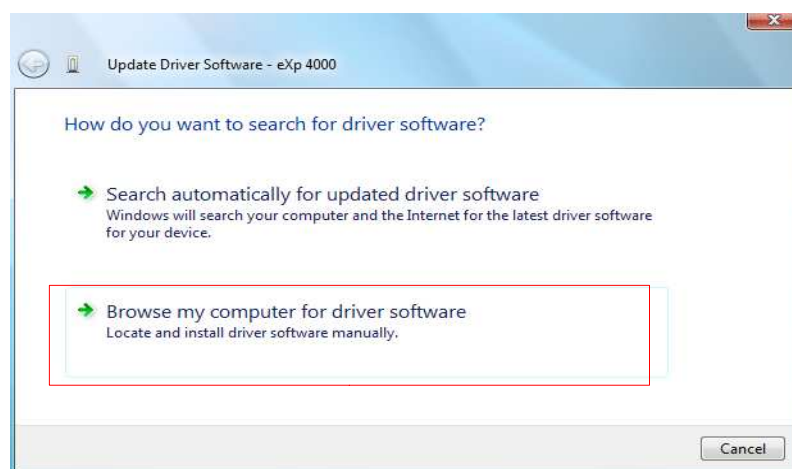 Update Driver Software - eXp 4000
How do you want to search for driver software?
Search automatically for updated driver software
Windows will search your computer and the Internet for the latest driver software
for your device.
Browse my computer for driver software
Locate and install driver software manually.
Cancel